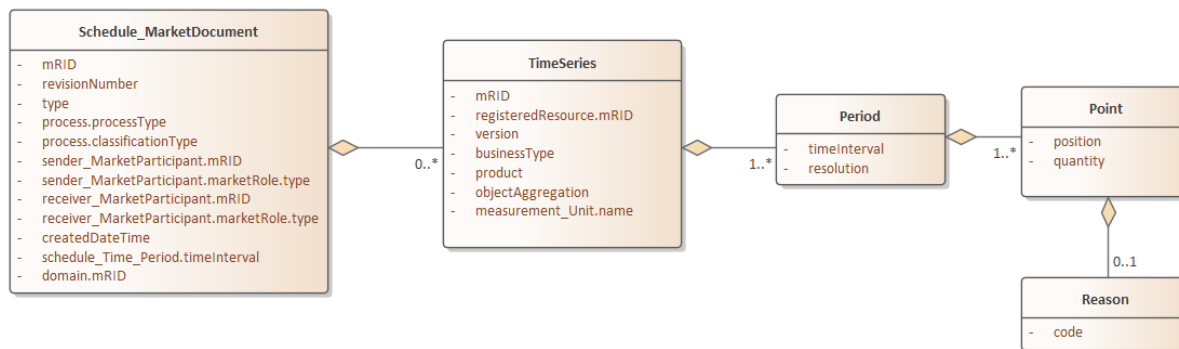 Schedule_MarketDocument
- mRID
- revisionNumber
- type
- process.processType
- process.classificationType
- sender_MarketParticipant.mRID
- sender_MarketParticipant.marketRole.type
- receiver_MarketParticipant.mRID
- receiver_MarketParticipant.marketRole.type
- createdDateTime
- schedule_Time_Period.timeInterval
- domain.mRID
0..*
TimeSeries
- mRID
- registeredResource.mRID
- version
- businessType
- product
- objectAggregation
- measurement_Unit.name
1..*
Period
- timeInterval
- resolution
1..*
Point
- position
- quantity
0..1
Reason
- code